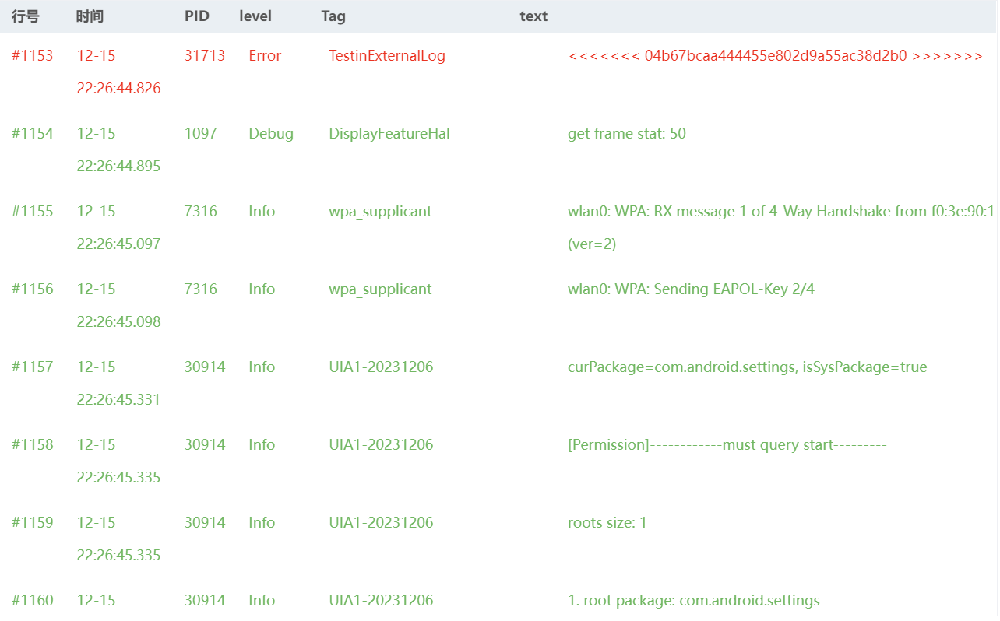 行号 时间 PID level Tag text
#1153 12-15 31713 Error TestinExternalLog <<<<<<< 04b67bcaa444455e802d9a55ac38d2b0 >>>>>>>
22:26:44.826
#1154 12-15 1097 Debug DisplayFeatureHal get frame stat: 50
22:26:44.895
#1155 12-15 7316 Info wpa_supplicant wlan0: WPA: RX message 1 of 4-Way Handshake from f0:3e:90:1
22:26:45.097 (ver=2)
#1156 12-15 7316 Info wpa_supplicant wlan0: WPA: Sending EAPOL-Key 2/4
22:26:45.098
#1157 12-15 30914 Info UIA1-20231206 curPackage=com.android.settings, isSysPackage=true
22:26:45.331
#1158 12-15 30914 Info UIA1-20231206 [Permission]------------must query start---------
22:26:45.335
#1159 12-15 30914 Info UIA1-20231206 roots size: 1
22:26:45.335
#1160 12-15 30914 Info UIA1-20231206 1. root package: com.android.settings